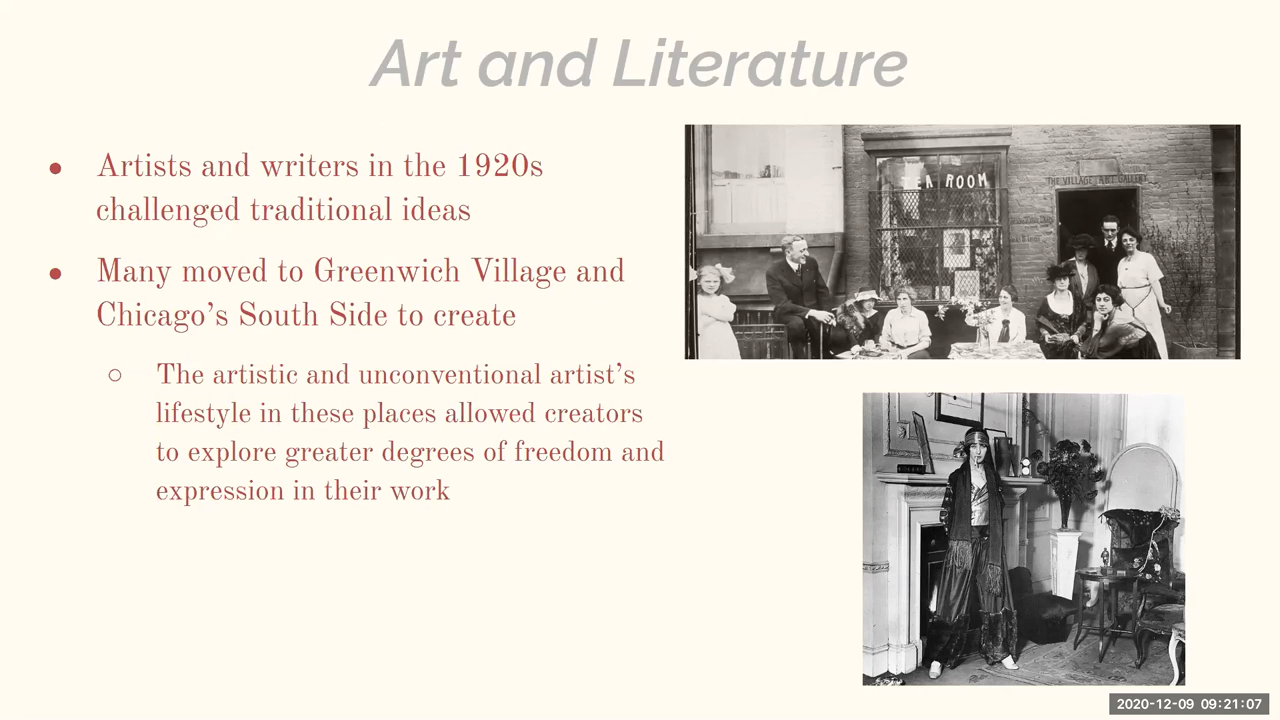 Art and Literature
● Artists and writers in the 1920s
challenged traditional ideas
● Many moved to Greenwich Village and
Chicago’s South Side to create
○ The artistic and unconventional artist’s
lifestyle in these places allowed creators
to explore greater degrees of freedom and
expression in their work
TEA ROOM
THE VILLAGE ART GALLERY
2020-12-09 09:21:07